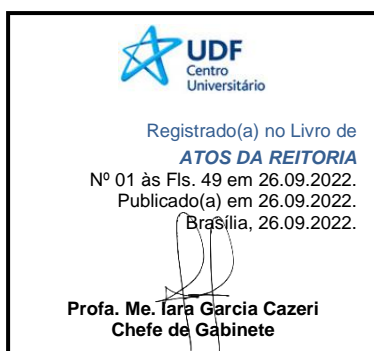 UDF
Centro
Universitário
Registrado(a) no Livro de
ATOS DA REITORIA
Nº 01 às Fls. 49 em 26.09.2022.
Publicado(a) em 26.09.2022.
Brasília, 26.09.2022.
Profa. Me. Iara Garcia Cazeri
Chefe de Gabinete